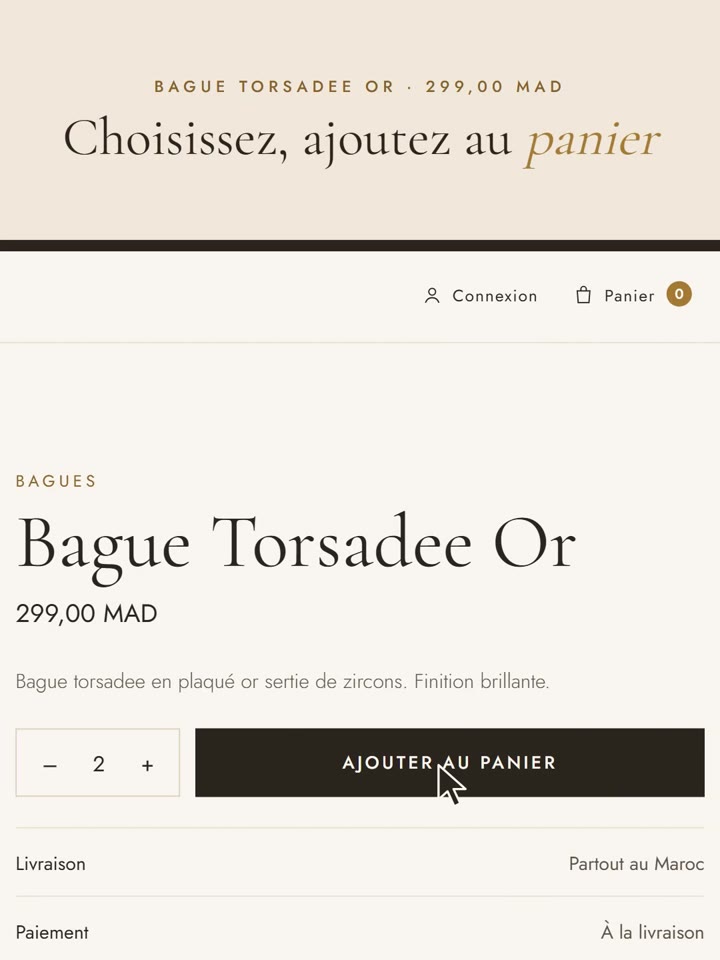 BAGUE TORSADEE OR · 299,00 MAD
Choisissez, ajoutez au panier
Connexion Panier 0
BAGUES
Bague Torsadee Or
299,00 MAD
Bague torsadee en plaqué or sertie de zircons. Finition brillante.
– 2 + AJOUTER AU PANIER
Livraison Partout au Maroc
Paiement À la livraison